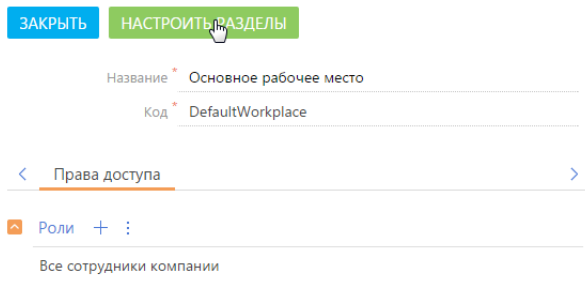 ЗАКРЫТЬ НАСТРОИТЬ РАЗДЕЛЫ
Название * Основное рабочее место
Код * DefaultWorkplace
Права доступа
Роли
Все сотрудники компании